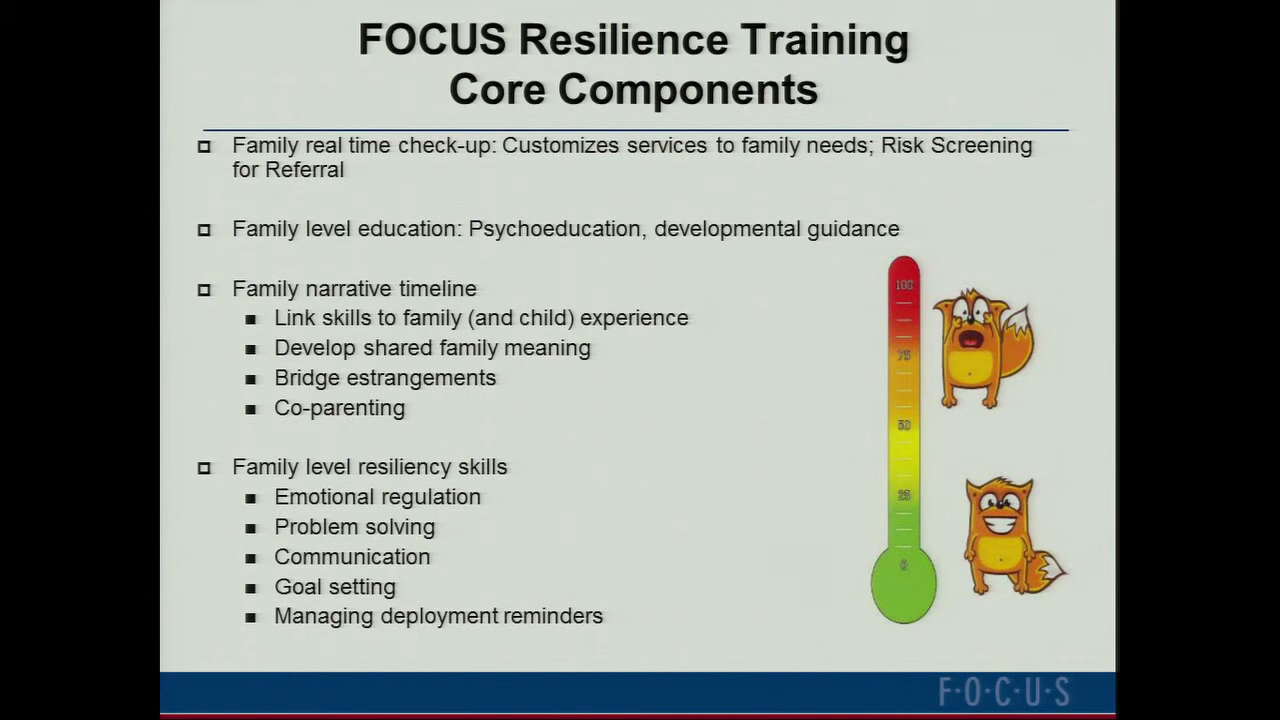 FOCUS Resilience Training
Core Components
Family real time check-up: Customizes services to family needs; Risk Screening
for Referral
Family level education: Psychoeducation, developmental guidance
Family narrative timeline
Link skills to family (and child) experience
Develop shared family meaning
Bridge estrangements
Co-parenting
Family level resiliency skills
Emotional regulation
Problem solving
Communication
Goal setting
Managing deployment reminders
100
75
50
25
0
F·O·C·U·S